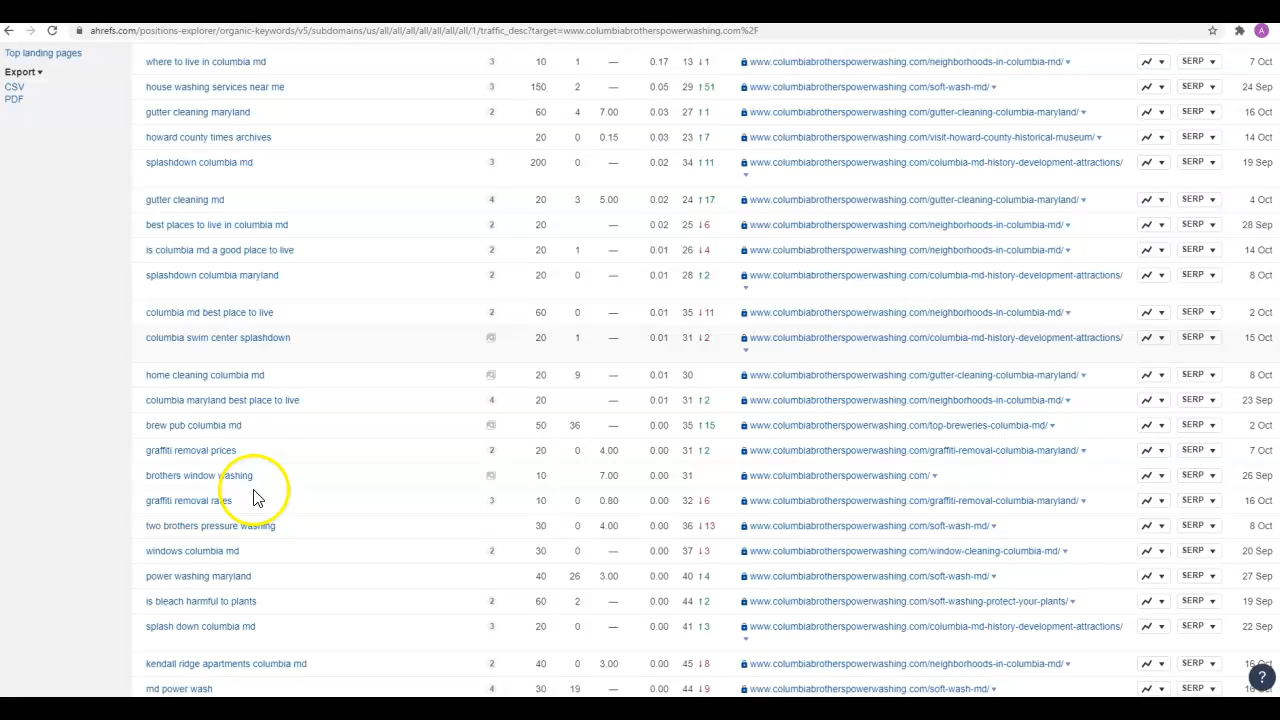 ahrefs.com/positions-explorer/organic-keywords/v5/subdomains/us/all/all/all/all/all/all/1/traffic_desc?target=www.columbiabrotherspowerwashing.com%2F A
Top landing pages
Export
CSV
PDF
where to live in columbia md 3 10 1 — 0.17 13 ↓1 www.columbiabrotherspowerwashing.com/neighborhoods-in-columbia-md/ SERP 7 Oct
house washing services near me 3 150 2 — 0.05 29 ↑51 www.columbiabrotherspowerwashing.com/soft-wash-md/ SERP 24 Sep
gutter cleaning maryland 2 60 4 7.00 0.03 27 ↑1 www.columbiabrotherspowerwashing.com/gutter-cleaning-columbia-maryland/ SERP 16 Oct
howard county times archives 20 0 0.15 0.03 23 ↑7 www.columbiabrotherspowerwashing.com/visit-howard-county-historical-museum/ SERP 14 Oct
splashdown columbia md 3 200 0 — 0.02 34 ↑11 www.columbiabrotherspowerwashing.com/columbia-md-history-development-attractions/ SERP 19 Sep
gutter cleaning md 4 20 3 5.00 0.02 24 ↑17 www.columbiabrotherspowerwashing.com/gutter-cleaning-columbia-maryland/ SERP 4 Oct
best places to live in columbia md 2 20 — 0.02 25 ↓6 www.columbiabrotherspowerwashing.com/neighborhoods-in-columbia-md/ SERP 28 Sep
is columbia md a good place to live 2 20 1 — 0.01 26 ↓4 www.columbiabrotherspowerwashing.com/neighborhoods-in-columbia-md/ SERP 14 Oct
splashdown columbia maryland 2 20 0 — 0.01 28 ↑2 www.columbiabrotherspowerwashing.com/columbia-md-history-development-attractions/ SERP 8 Oct
columbia md best place to live 2 60 0 — 0.01 35 ↓11 www.columbiabrotherspowerwashing.com/neighborhoods-in-columbia-md/ SERP 2 Oct
columbia swim center splashdown 20 1 — 0.01 31 ↓2 www.columbiabrotherspowerwashing.com/columbia-md-history-development-attractions/ SERP 15 Oct
home cleaning columbia md 20 9 — 0.01 30 www.columbiabrotherspowerwashing.com/gutter-cleaning-columbia-maryland/ SERP 8 Oct
columbia maryland best place to live 4 20 — 0.01 31 ↑2 www.columbiabrotherspowerwashing.com/neighborhoods-in-columbia-md/ SERP 23 Sep
brew pub columbia md 50 36 — 0.00 35 ↑15 www.columbiabrotherspowerwashing.com/top-breweries-columbia-md/ SERP 2 Oct
graffiti removal prices 2 20 0 4.00 0.00 31 ↑2 www.columbiabrotherspowerwashing.com/graffiti-removal-columbia-maryland/ SERP 7 Oct
brothers window washing 10 7.00 0.00 31 www.columbiabrotherspowerwashing.com/ SERP 26 Sep
graffiti removal rates 3 10 0 0.80 0.00 32 ↓6 www.columbiabrotherspowerwashing.com/graffiti-removal-columbia-maryland/ SERP 16 Oct
two brothers pressure washing 30 0 4.00 0.00 36 ↓13 www.columbiabrotherspowerwashing.com/soft-wash-md/ SERP 8 Oct
windows columbia md 2 30 0 — 0.00 37 ↓3 www.columbiabrotherspowerwashing.com/window-cleaning-columbia-md/ SERP 20 Sep
power washing maryland 40 26 3.00 0.00 40 ↑4 www.columbiabrotherspowerwashing.com/soft-wash-md/ SERP 27 Sep
is bleach harmful to plants 2 60 2 — 0.00 44 ↑2 www.columbiabrotherspowerwashing.com/soft-washing-protect-your-plants/ SERP 19 Sep
splash down columbia md 3 20 0 — 0.00 41 ↑3 www.columbiabrotherspowerwashing.com/columbia-md-history-development-attractions/ SERP 22 Sep
kendall ridge apartments columbia md 2 40 0 3.00 0.00 45 ↓8 www.columbiabrotherspowerwashing.com/neighborhoods-in-columbia-md/ SERP 16 Oct
md power wash 4 30 19 — 0.00 44 ↓9 www.columbiabrotherspowerwashing.com/soft-wash-md/ SERP
?